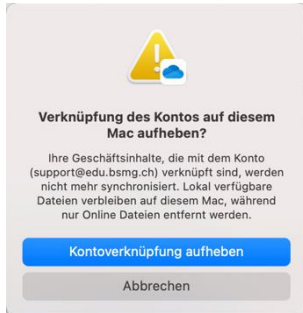 Verknüpfung des Kontos auf diesem
Mac aufheben?
Ihre Geschäftsinhalte, die mit dem Konto
(support@edu.bsmg.ch) verknüpft sind, werden
nicht mehr synchronisiert. Lokal verfügbare
Dateien verbleiben auf diesem Mac, während
nur Online Dateien entfernt werden.
Kontoverknüpfung aufheben
Abbrechen